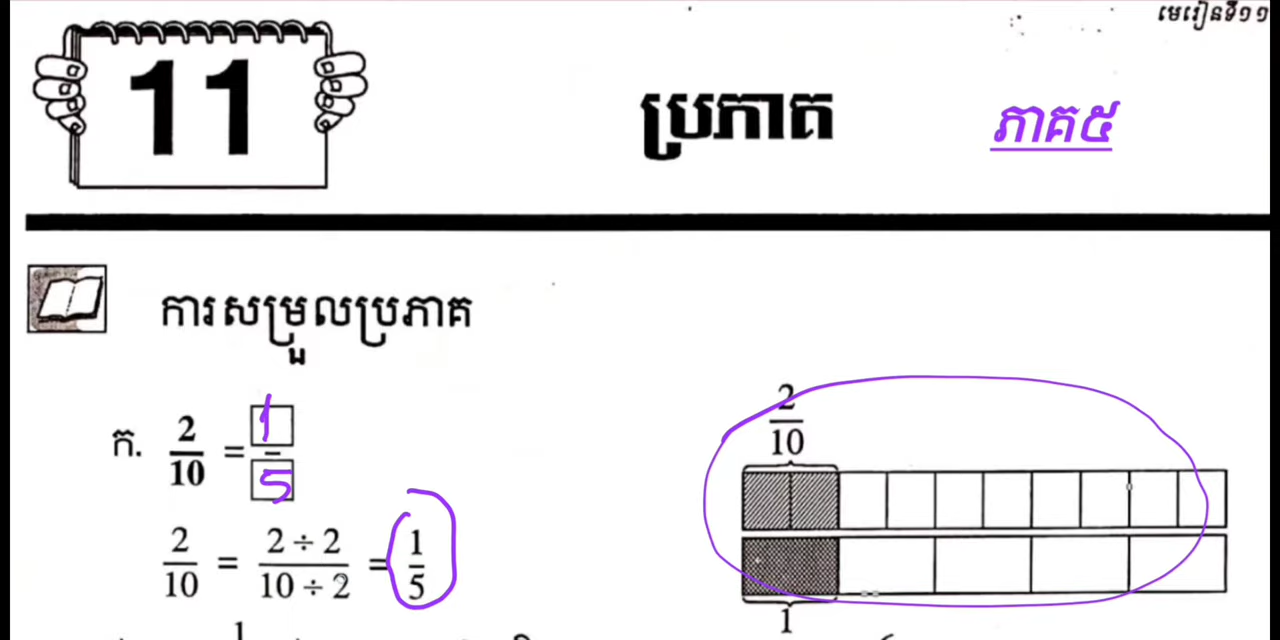 មេរៀនទី១១
11
ប្រភាគ ភាគ៥
ការសម្រួលប្រភាគ
ក. 2/10 = 1/5
2/10 = 2 ÷ 2 / 10 ÷ 2 = 1/5
2/10
1